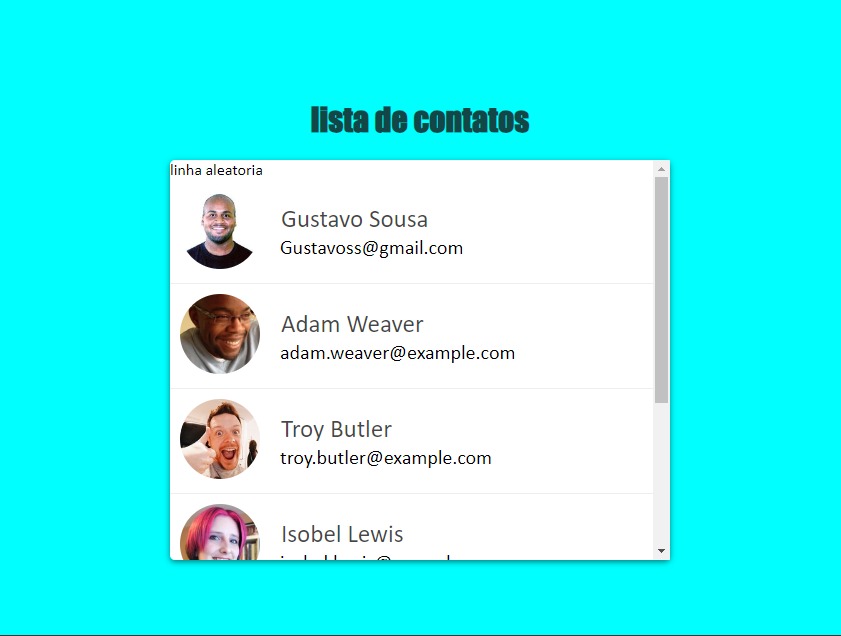 lista de contatos
linha aleatoria
Gustavo Sousa
Gustavoss@gmail.com
Adam Weaver
adam.weaver@example.com
Troy Butler
troy.butler@example.com
Isobel Lewis